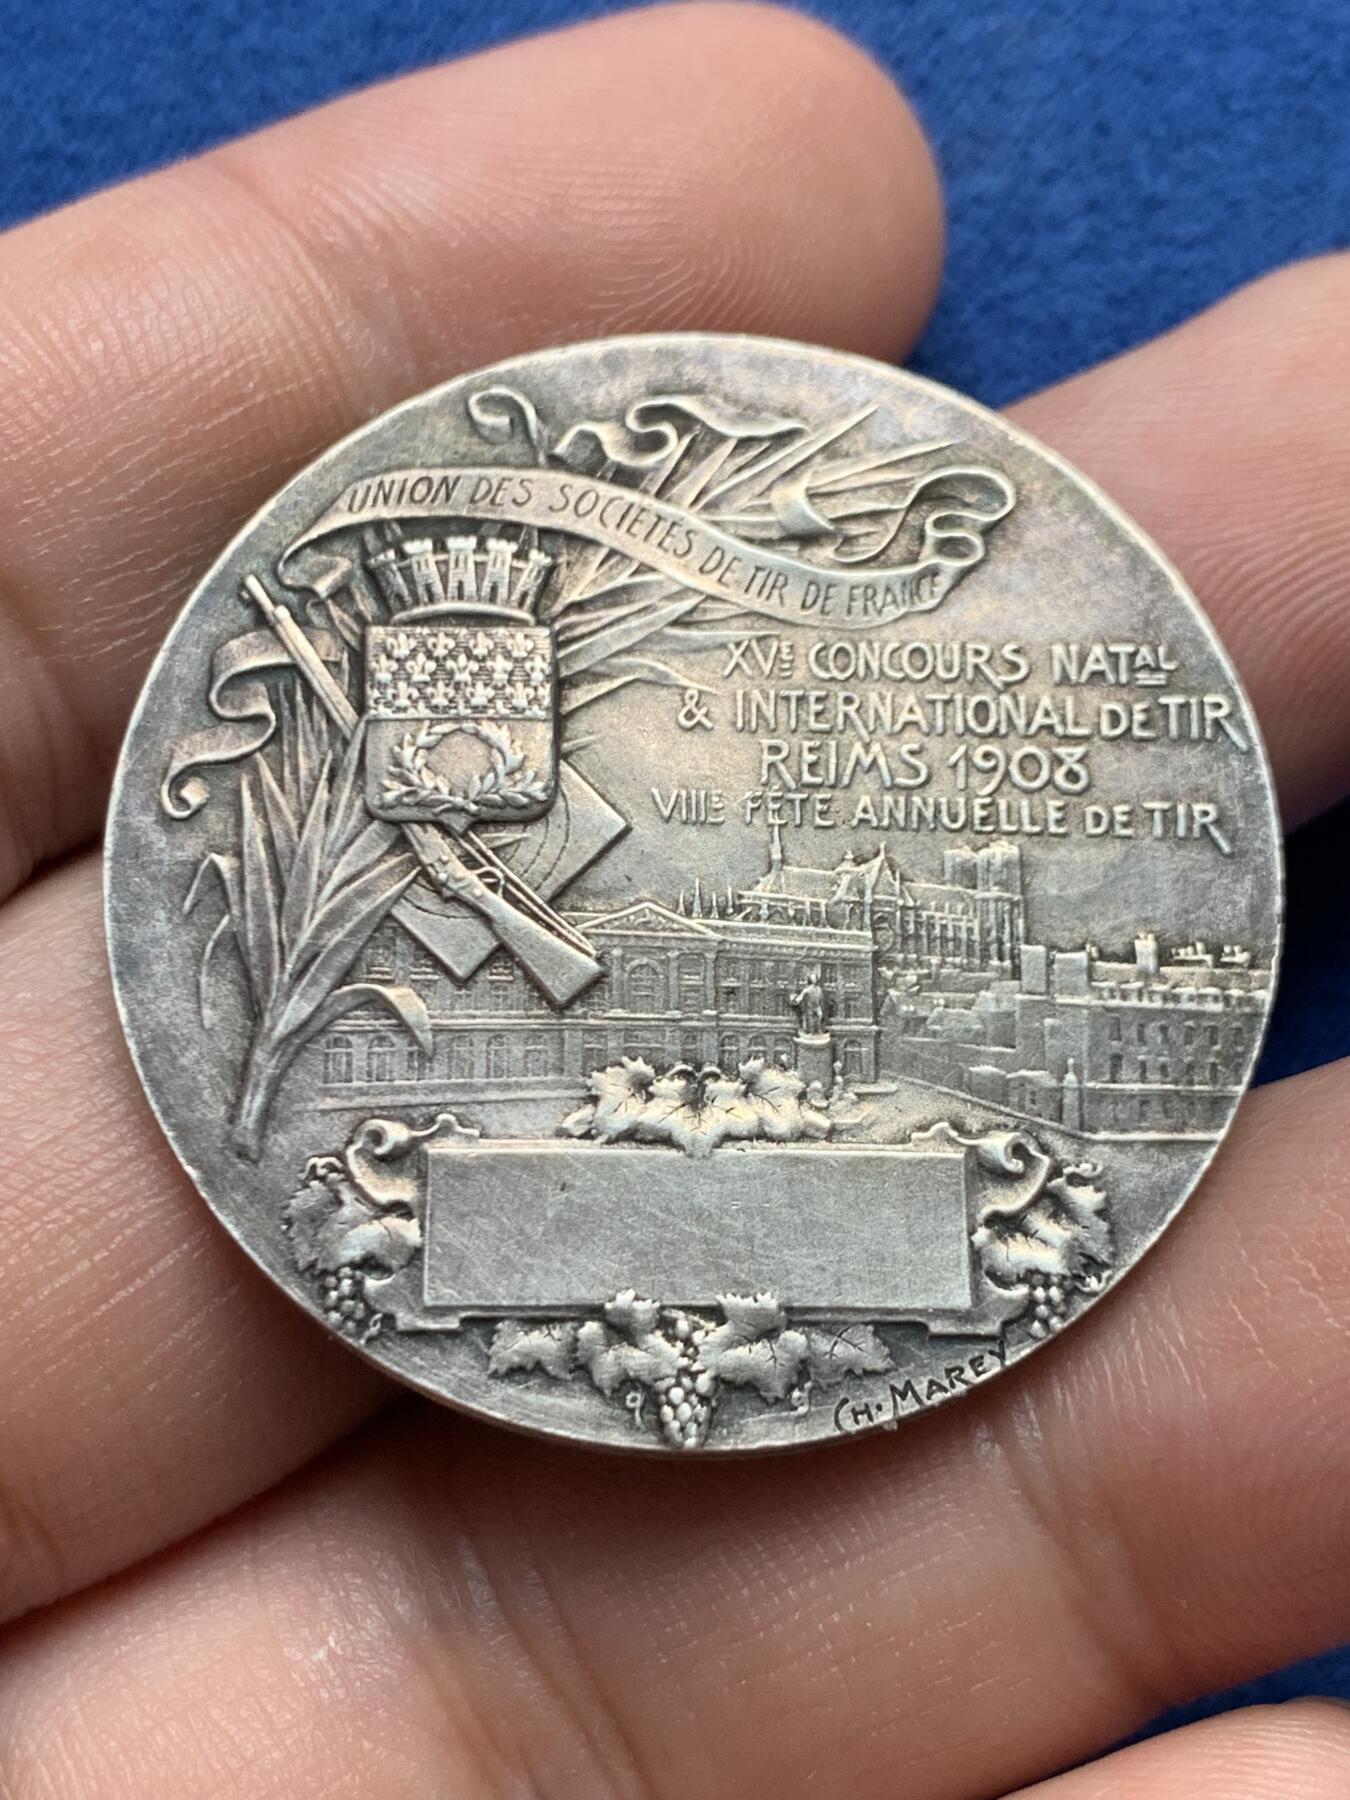 UNION DES SOCIETES DE TIR DE FRANCE
XVE CONCOURS NATAL
& INTERNATIONAL DE TIR
REIMS 1908
VIIIE FÊTE ANNUELLE DE TIR
CH. MAREY